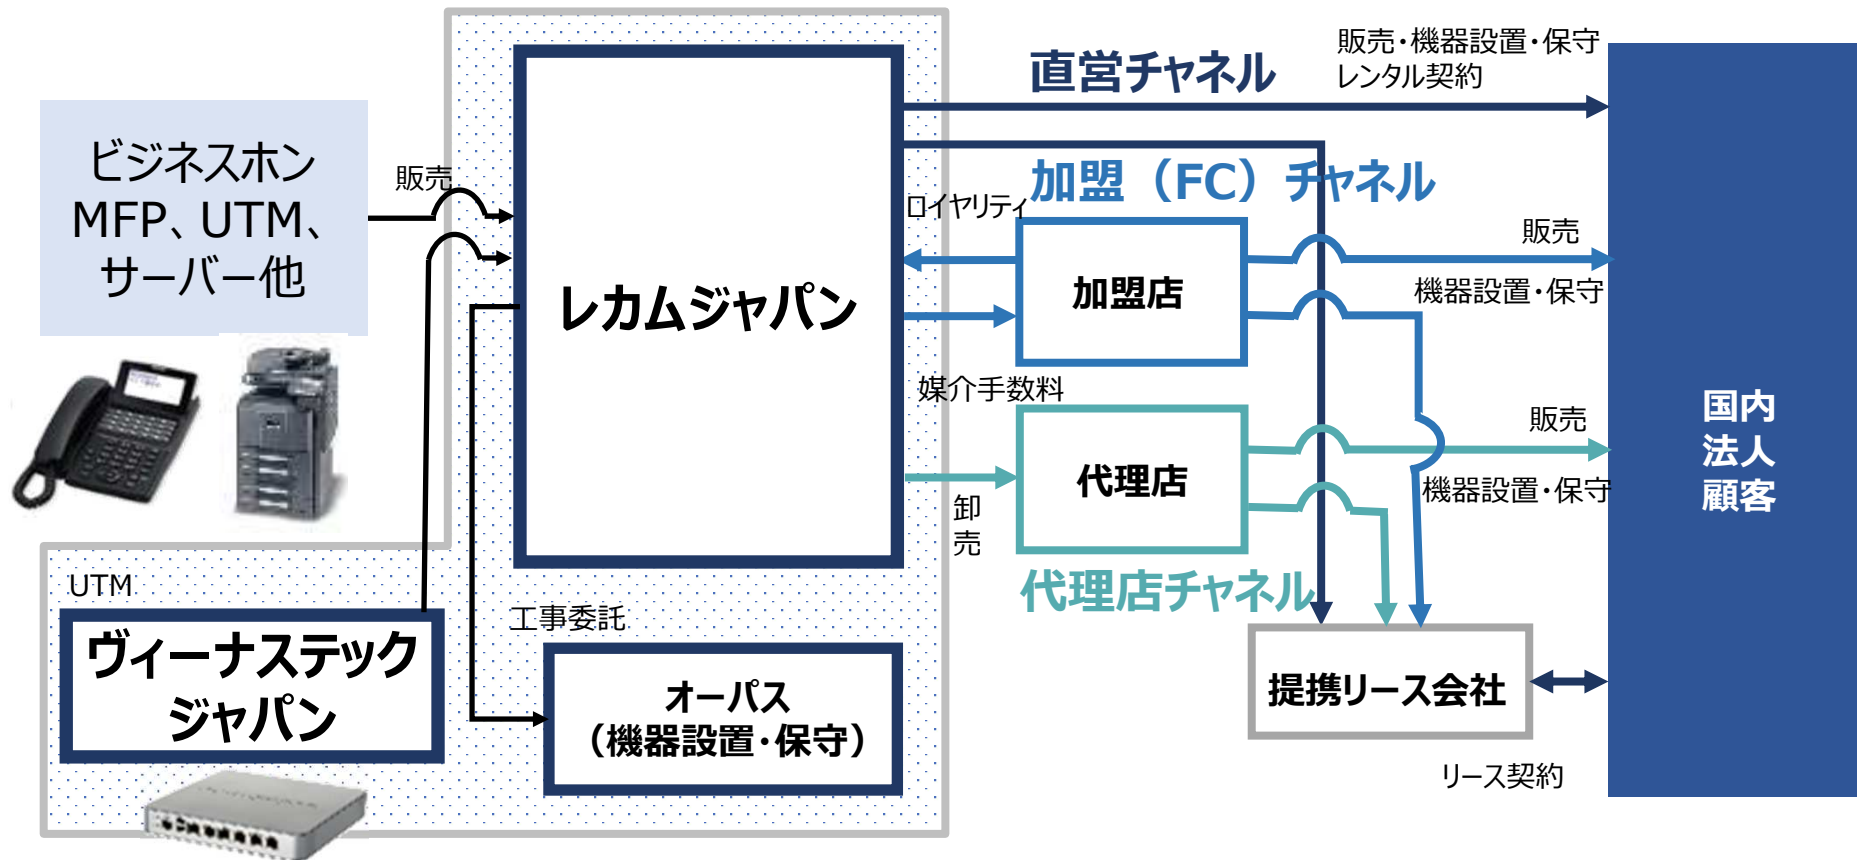 販売・機器設置・保守
レンタル契約
直営チャネル
ビジネスホン
MFP、UTM、
サーバー他
販売
加盟（FC）チャネル
ロイヤリティ
販売
機器設置・保守
加盟店
レカムジャパン
媒介手数料
販売
機器設置・保守
代理店
卸
売
代理店チャネル
国内
法人
顧客
UTM
ヴィーナステック
ジャパン
工事委託
オーパス
（機器設置・保守）
提携リース会社
リース契約